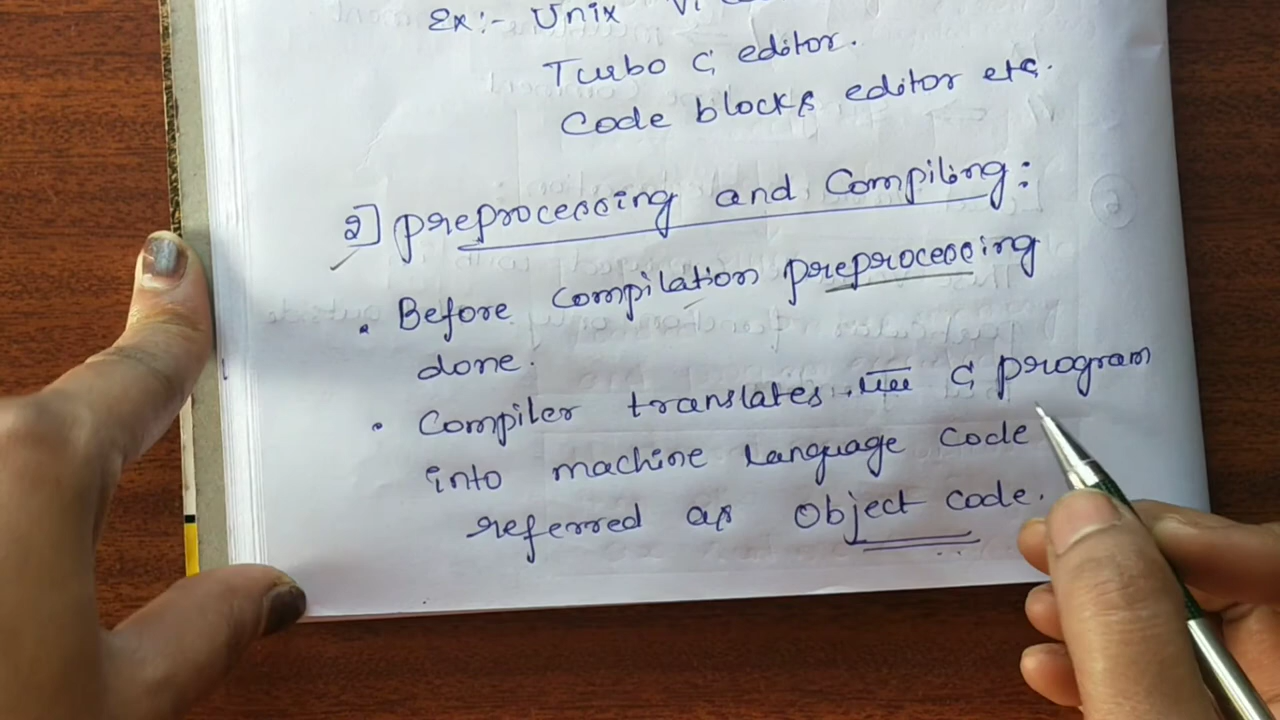 Ex:- Unix Vi
Turbo C editor.
Code blocks editor etc.
2] preprocessing and Compiling:
• Before compilation preprocessing
done.
• Compiler translates C program
into machine language code
referred as Object code.